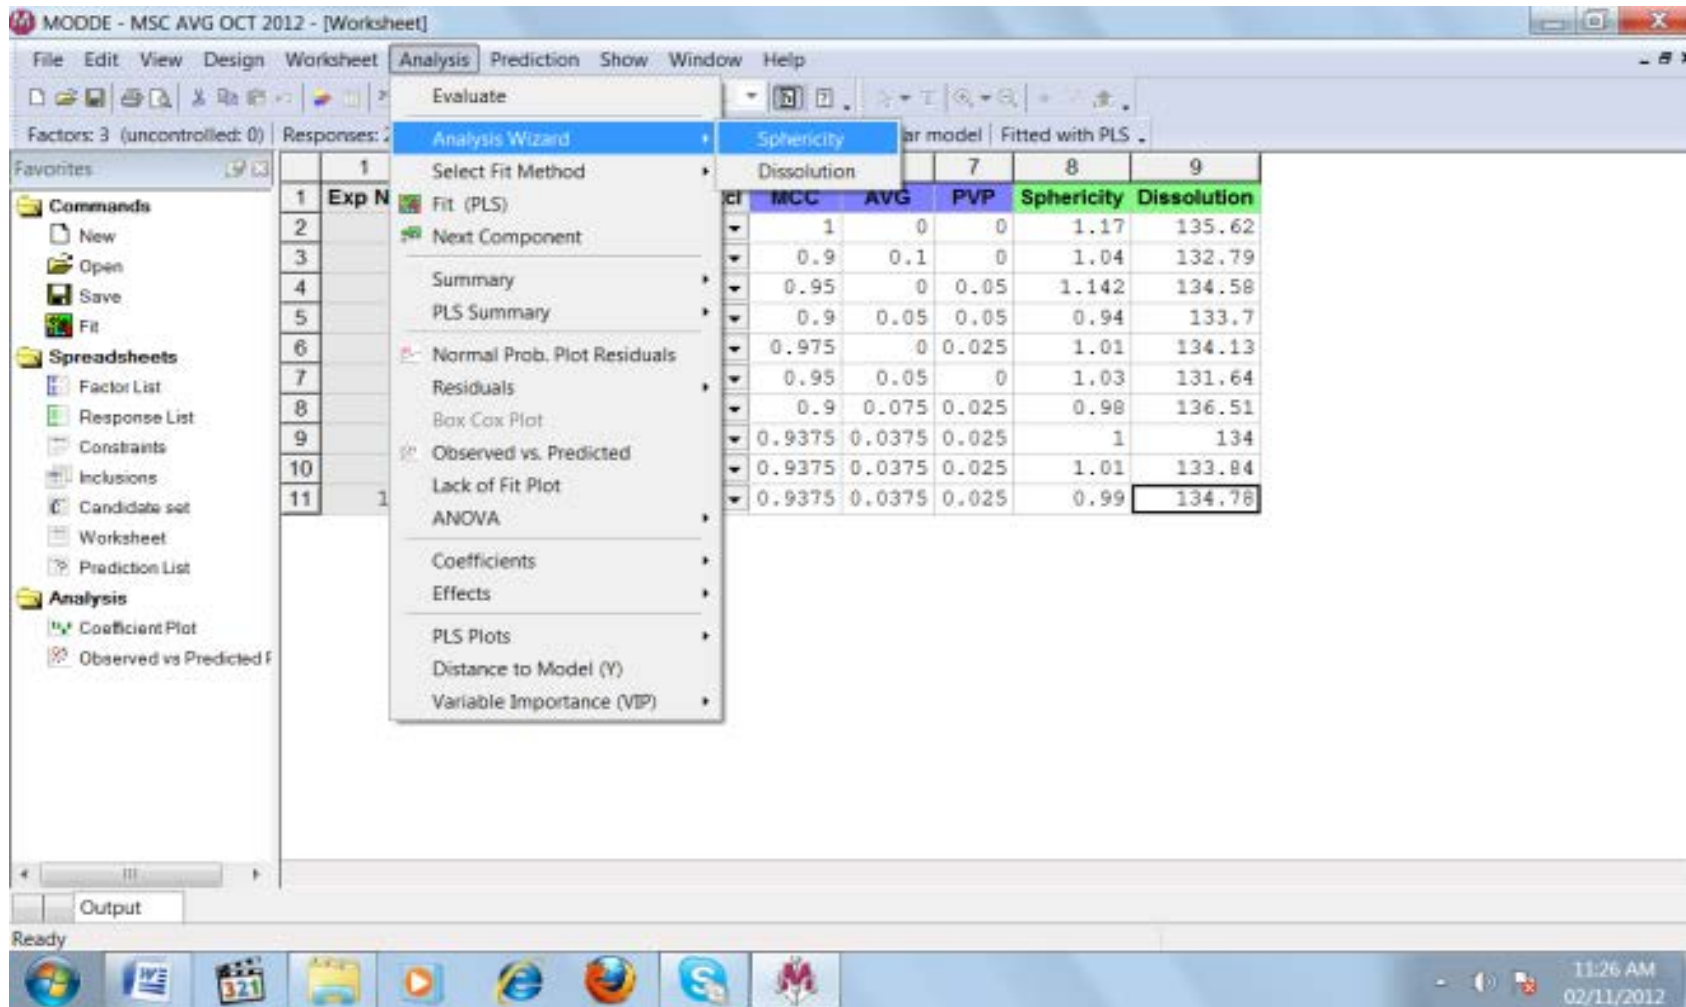 MODDE - MSC AVG OCT 2012 - [Worksheet]
File Edit View Design Worksheet Analysis Prediction Show Window Help
Factors: 3 (uncontrolled: 0) Responses: ar model Fitted with PLS
Favorites
Commands
New
Open
Save
Fit
Spreadsheets
Factor List
Response List
Constraints
Inclusions
Candidate set
Worksheet
Prediction List
Analysis
Coefficient Plot
Observed vs Predicted P
Evaluate
Analysis Wizard
Select Fit Method
Fit (PLS)
Next Component
Summary
PLS Summary
Normal Prob. Plot Residuals
Residuals
Box Cox Plot
Observed vs. Predicted
Lack of Fit Plot
ANOVA
Coefficients
Effects
PLS Plots
Distance to Model (Y)
Variable Importance (VIP)
Sphericity
Dissolution
1 7 8 9
1 Exp N MCC AVG PVP Sphericity Dissolution
2 1 0 0 1.17 135.62
3 0.9 0.1 0 1.04 132.79
4 0.95 0 0.05 1.142 134.58
5 0.9 0.05 0.05 0.94 133.7
6 0.975 0 0.025 1.01 134.13
7 0.95 0.05 0 1.03 131.64
8 0.9 0.075 0.025 0.98 136.51
9 0.9375 0.0375 0.025 1 134
10 0.9375 0.0375 0.025 1.01 133.84
11 1 0.9375 0.0375 0.025 0.99 134.78
Output
Ready
321
11:26 AM
02/11/2012